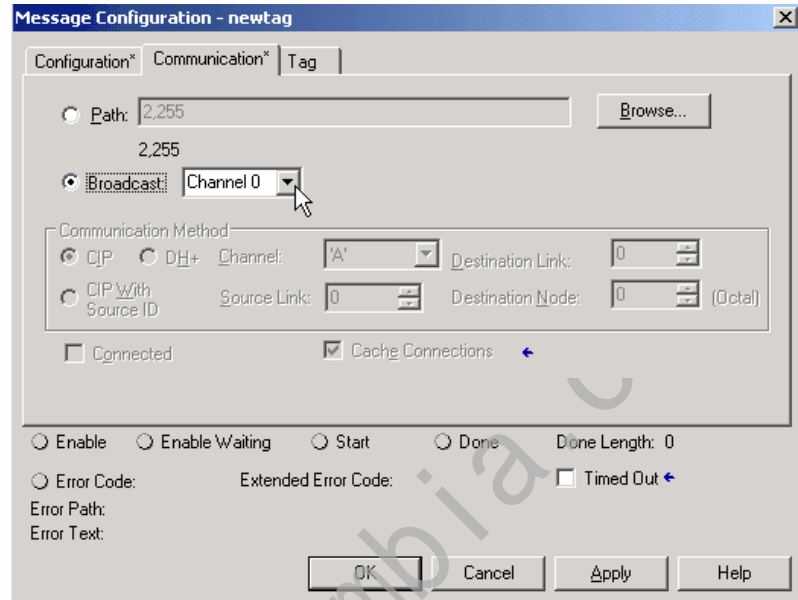 Message Configuration - newtag
Configuration* Communication* Tag
Path: 2,255 Browse...
2,255
Broadcast: Channel 0
Communication Method
CIP DH+ Channel: 'A' Destination Link: 0
CIP With Source ID Source Link: 0 Destination Node: 0 (Octal)
Connected Cache Connections
Enable Enable Waiting Start Done Done Length: 0
Error Code: Extended Error Code: Timed Out
Error Path:
Error Text:
OK Cancel Apply Help